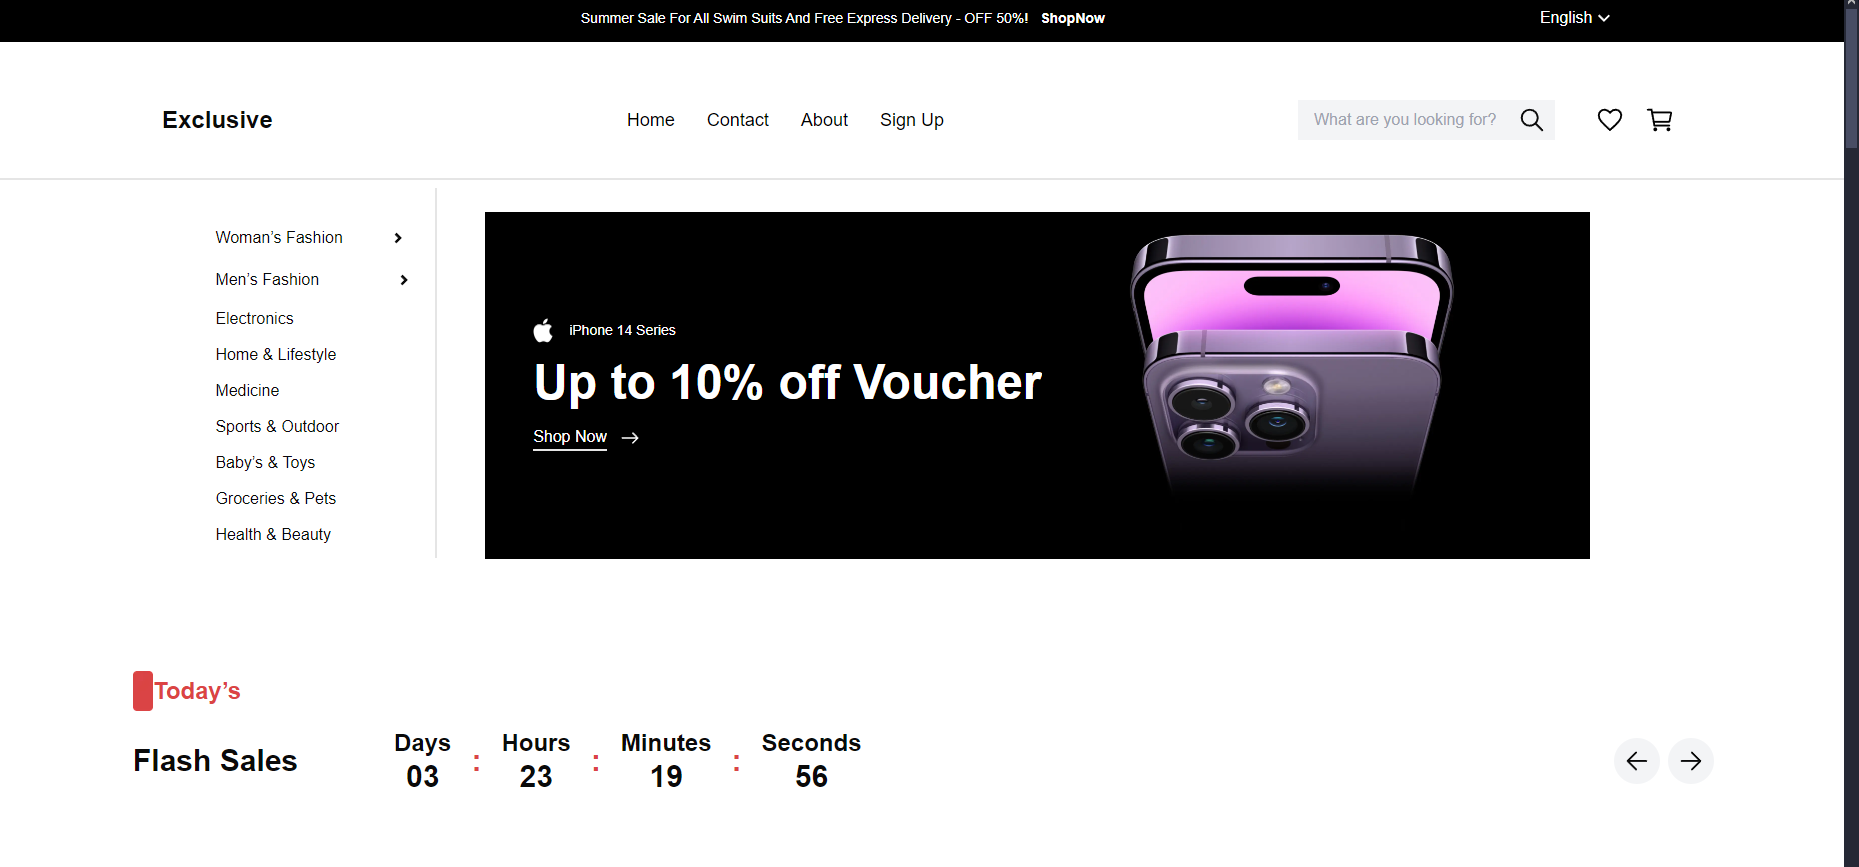 Summer Sale For All Swim Suits And Free Express Delivery - OFF 50%! ShopNow
English
Exclusive
Home Contact About Sign Up
What are you looking for?
Woman’s Fashion
Men’s Fashion
Electronics
Home & Lifestyle
Medicine
Sports & Outdoor
Baby’s & Toys
Groceries & Pets
Health & Beauty
iPhone 14 Series
Up to 10% off Voucher
Shop Now
Today’s
Flash Sales
Days : Hours : Minutes : Seconds
03 23 19 56